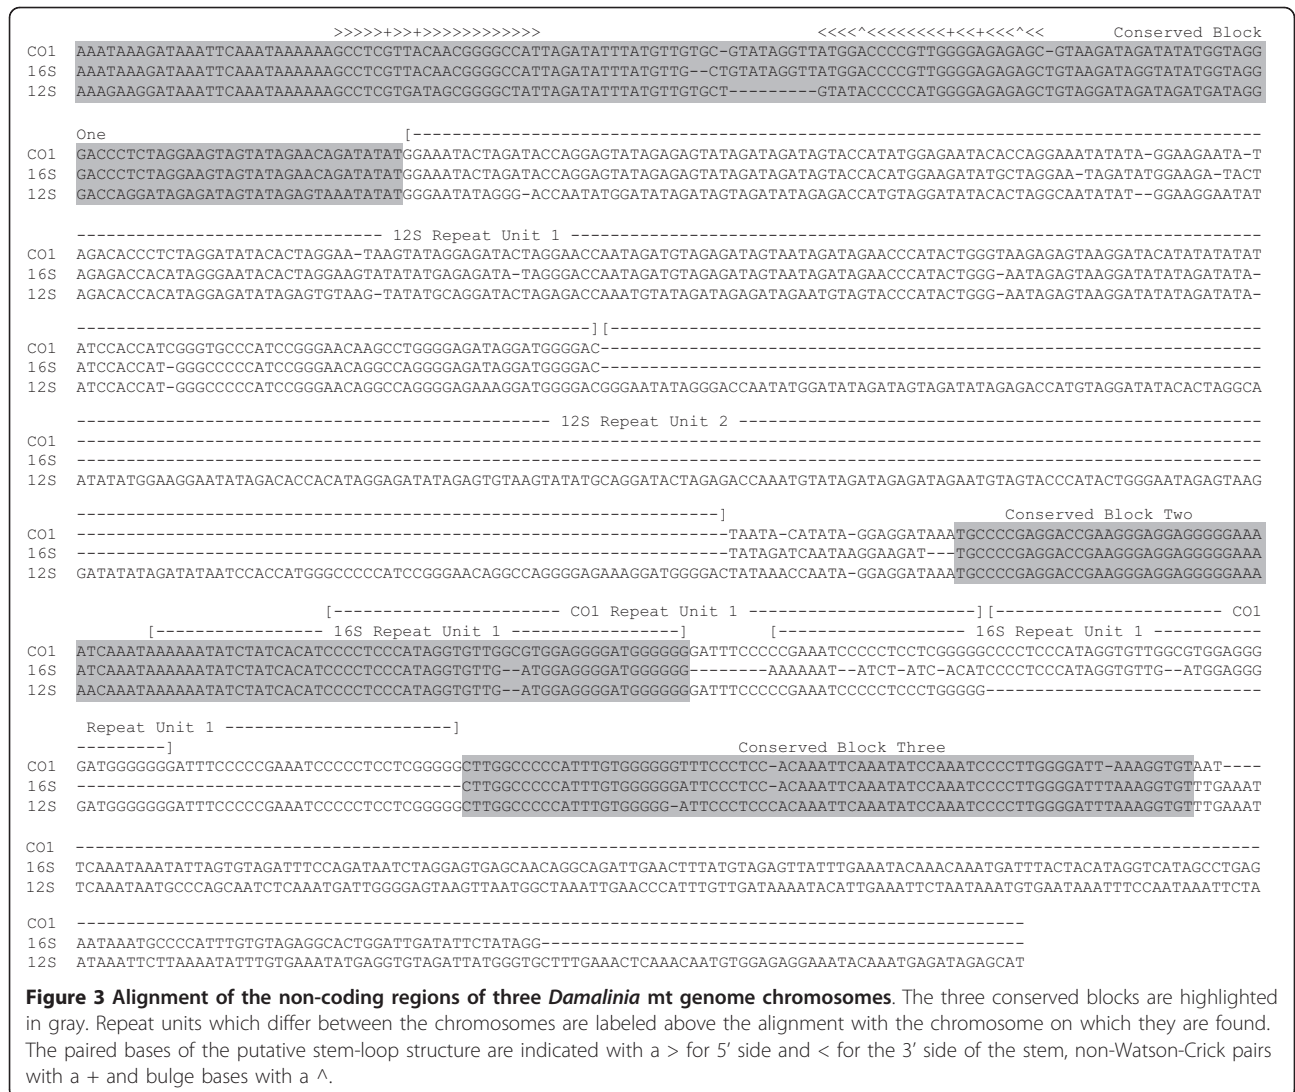 >>>>>+>>+>>>>>>>>>>>> <<<<^<<<<<<<<+<<+<<<^<< Conserved Block
CO1 AAATAAAGATAAATTCAAATAAAAAAGCCTCGTTACAACGGGGCCATTAGATATTTATGTTGTGC-GTATAGGTTATGGACCCCGTTGGGGAGAGAGC-GTAAGATAGATATATGGTAGG
16S AAATAAAGATAAATTCAAATAAAAAAGCCTCGTTACAACGGGGCCATTAGATATTTATGTTG--CTGTATAGGTTATGGACCCCGTTGGGGAGAGAGCTGTAAGATAGGTATATGGTAGG
12S AAAGAAGGATAAATTCAAATAAAAAAGCCTCGTGATAGCGGGGCTATTAGATATTTATGTTGTGCT---------GTATACCCCCATGGGGAGAGAGCTGTAGGATAGATAGATGATAGG
One [--------------------------------------------------------------------------------------
CO1 GACCCTCTAGGAAGTAGTATAGAACAGATATATGGAAATACTAGATACCAGGAGTATAGAGAGTATAGATAGATAGTACCATATGGAGAATACACCAGGAAATATATA-GGAAGAATA-T
16S GACCCTCTAGGAAGTAGTATAGAACAGATATATGGAAATACTAGATACCAGGAGTATAGAGAGTATAGATAGATAGTACCACATGGAAGATATGCTAGGAA-TAGATATGGAAGA-TACT
12S GACCAGGATAGAGATAGTATAGAGTAAATATATGGGAATATAGGG-ACCAATATGGATATAGATAGTAGATATAGAGACCATGTAGGATATACACTAGGCAATATAT--GGAAGGAATAT
------------------------------- 12S Repeat Unit 1 ----------------------------------------------------------------------
CO1 AGACACCCTCTAGGATATACACTAGGAA-TAAGTATAGGAGATACTAGGAACCAATAGATGTAGAGATAGTAATAGATAGAACCCATACTGGGTAAGAGAGTAAGGATACATATATATAT
16S AGAGACCACATAGGGAATACACTAGGAAGTATATATGAGAGATA-TAGGGACCAATAGATGTAGAGATAGTAATAGATAGAACCCATACTGGG-AATAGAGTAAGGATATATAGATATA-
12S AGACACCACATAGGAGATATAGAGTGTAAG-TATATGCAGGATACTAGAGACCAAATGTATAGATAGAGATAGAATGTAGTACCCATACTGGG-AATAGAGTAAGGATATATAGATATA-
----------------------------------------------------][------------------------------------------------------------------
CO1 ATCCACCATCGGGTGCCCATCCGGGAACAAGCCTGGGGAGATAGGATGGGGAC-------------------------------------------------------------------
16S ATCCACCAT-GGGCCCCCATCCGGGAACAGGCCAGGGGAGATAGGATGGGGAC-------------------------------------------------------------------
12S ATCCACCAT-GGGCCCCCATCCGGGAACAGGCCAGGGGAGAAAGGATGGGGACGGGAATATAGGGACCAATATGGATATAGATAGTAGATATAGAGACCATGTAGGATATACACTAGGCA
------------------------------------------------ 12S Repeat Unit 2 -----------------------------------------------------
CO1 ------------------------------------------------------------------------------------------------------------------------
16S ------------------------------------------------------------------------------------------------------------------------
12S ATATATGGAAGGAATATAGACACCACATAGGAGATATAGAGTGTAAGTATATGCAGGATACTAGAGACCAAATGTATAGATAGAGATAGAATGTAGTACCCATACTGGGAATAGAGTAAG
-----------------------------------------------------------------] Conserved Block Two
CO1 ------------------------------------------------------------------TAATA-CATATA-GGAGGATAAATGCCCCGAGGACCGAAGGGAGGAGGGGGAAA
16S ------------------------------------------------------------------TATAGATCAATAAGGAAGAT---TGCCCCGAGGACCGAAGGGAGGAGGGGGAAA
12S GATATATAGATATAATCCACCATGGGCCCCCATCCGGGAACAGGCCAGGGGAGAAAGGATGGGGACTATAAACCAATA-GGAGGATAAATGCCCCGAGGACCGAAGGGAGGAGGGGGAAA
[----------------------- CO1 Repeat Unit 1 -----------------------][----------------------- CO1
[----------------- 16S Repeat Unit 1 -----------------] [------------------- 16S Repeat Unit 1 -----------
CO1 ATCAAATAAAAAATATCTATCACATCCCCTCCCATAGGTGTTGGCGTGGAGGGGATGGGGGGGATTTCCCCCGAAATCCCCCTCCTCGGGGGCCCCTCCCATAGGTGTTGGCGTGGAGGG
16S ATCAAATAAAAAATATCTATCACATCCCCTCCCATAGGTGTTG--ATGGAGGGGATGGGGGG--------AAAAAAT--ATCT-ATC-ACATCCCCTCCCATAGGTGTTG--ATGGAGGG
12S AACAAATAAAAAATATCTATCACATCCCCTCCCATAGGTGTTG--ATGGAGGGGATGGGGGGGATTTCCCCCGAAATCCCCCTCCCTGGGGG----------------------------
Repeat Unit 1 -----------------------]
---------]
CO1 GATGGGGGGGATTTCCCCCGAAATCCCCCTCCTCGGGGGCTTGGCCCCCATTTGTGGGGGGTTTCCCTCC-ACAAATTCAAATATCCAAATCCCCTTGGGGATT-AAAGGTGTAAT----
16S ---------------------------------------CTTGGCCCCCATTTGTGGGGGGATTCCCTCC-ACAAATTCAAATATCCAAATCCCCTTGGGGATTTAAAGGTGTTTGAAAT
12S GATGGGGGGGATTTCCCCCGAAATCCCCCTCCTCGGGGGCTTGGCCCCCATTTGTGGGGG-ATTCCCTCCCACAAATTCAAATATCCAAATCCCCTTGGGGATTTAAAGGTGTTTGAAAT
Conserved Block Three
CO1 ------------------------------------------------------------------------------------------------------------------------
16S TCAAATAAATATTAGTGTAGATTTCCAGATAATCTAGGAGTGAGCAACAGGCAGATTGAACTTTATGTAGAGTTATTTGAAATACAAACAAATGATTTACTACATAGGTCATAGCCTGAG
12S TCAAATAATGCCCAGCAATCTCAAATGATTGGGGAGTAAGTTAATGGCTAAATTGAACCCATTTGTTGATAAAATACATTGAAATTCTAATAAATGTGAATAAATTTCCAATAAATTCTA
CO1 ------------------------------------------------------------------------------------------------
16S AATAAATGCCCCATTTGTGTAGAGGCACTGGATTGATATTCTATAGG-------------------------------------------------
12S ATAAATTCTTAAAATATTTGTGAAATATGAGGTGTAGATTATGGGTGCTTTGAAACTCAAACAATGTGGAGAGGAAATACAAATGAGATAGAGCAT
Figure 3 Alignment of the non-coding regions of three Damalinia mt genome chromosomes. The three conserved blocks are highlighted
in gray. Repeat units which differ between the chromosomes are labeled above the alignment with the chromosome on which they are found.
The paired bases of the putative stem-loop structure are indicated with a > for 5’ side and < for the 3’ side of the stem, non-Watson-Crick pairs
with a + and bulge bases with a ^.